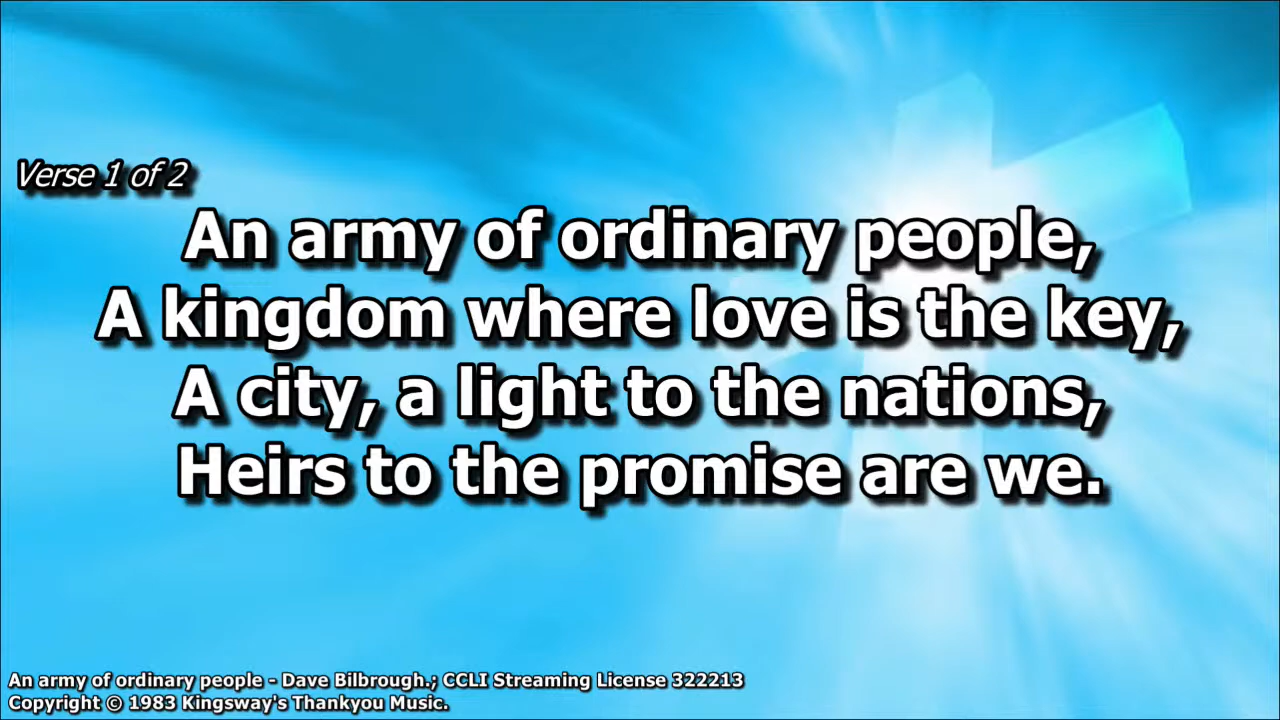 Verse 1 of 2
An army of ordinary people,
A kingdom where love is the key,
A city, a light to the nations,
Heirs to the promise are we.
An army of ordinary people - Dave Bilbrough.; CCLI Streaming License 322213
Copyright © 1983 Kingsway's Thankyou Music.